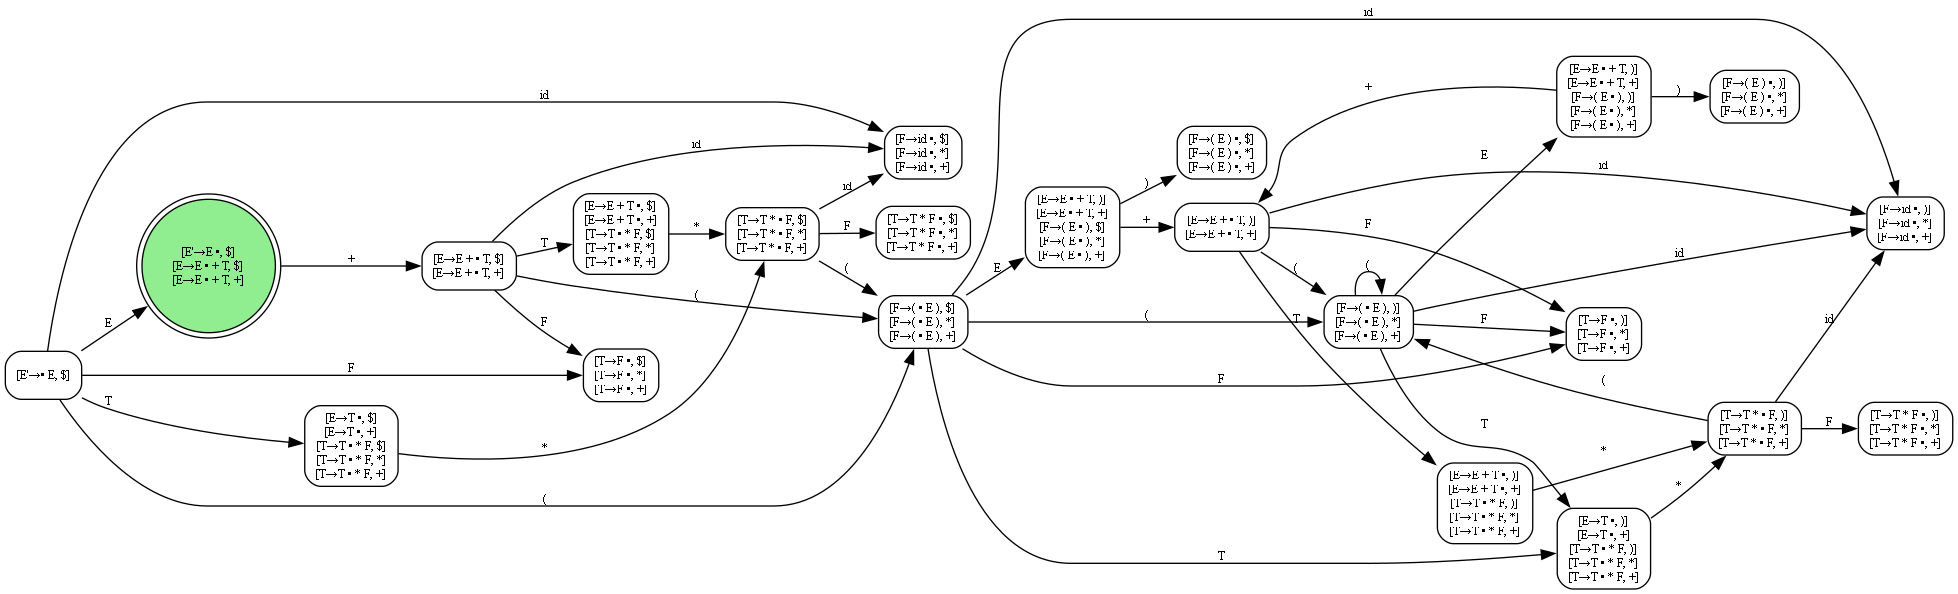 [E'→• E, $]
E
F
T
(
id
[E'→E •, $]
[E→E • + T, $]
[E→E • + T, +]
+
[E→T •, $]
[E→T •, +]
[T→T • * F, $]
[T→T • * F, *]
[T→T • * F, +]
*
[E→E + • T, $]
[E→E + • T, +]
id
T
(
F
[E→E + T •, $]
[E→E + T •, +]
[T→T • * F, $]
[T→T • * F, *]
[T→T • * F, +]
*
[T→F •, $]
[T→F •, *]
[T→F •, +]
[T→T * • F, $]
[T→T * • F, *]
[T→T * • F, +]
id
F
(
[F→id •, $]
[F→id •, *]
[F→id •, +]
[T→T * F •, $]
[T→T * F •, *]
[T→T * F •, +]
[F→( • E ), $]
[F→( • E ), *]
[F→( • E ), +]
id
E
(
F
T
[E→E • + T, )]
[E→E • + T, +]
[F→( E • ), $]
[F→( E • ), *]
[F→( E • ), +]
)
+
[F→( E ) •, $]
[F→( E ) •, *]
[F→( E ) •, +]
[E→E + • T, )]
[E→E + • T, +]
id
F
(
T
[F→( • E ), )]
[F→( • E ), *]
[F→( • E ), +]
(
E
id
F
T
[E→E • + T, )]
[E→E • + T, +]
[F→( E • ), )]
[F→( E • ), *]
[F→( E • ), +]
+
)
[F→( E ) •, )]
[F→( E ) •, *]
[F→( E ) •, +]
[T→F •, )]
[T→F •, *]
[T→F •, +]
[E→E + T •, )]
[E→E + T •, +]
[T→T • * F, )]
[T→T • * F, *]
[T→T • * F, +]
*
[E→T •, )]
[E→T •, +]
[T→T • * F, )]
[T→T • * F, *]
[T→T • * F, +]
*
[T→T * • F, )]
[T→T * • F, *]
[T→T * • F, +]
(
id
F
[F→id •, )]
[F→id •, *]
[F→id •, +]
[T→T * F •, )]
[T→T * F •, *]
[T→T * F •, +]